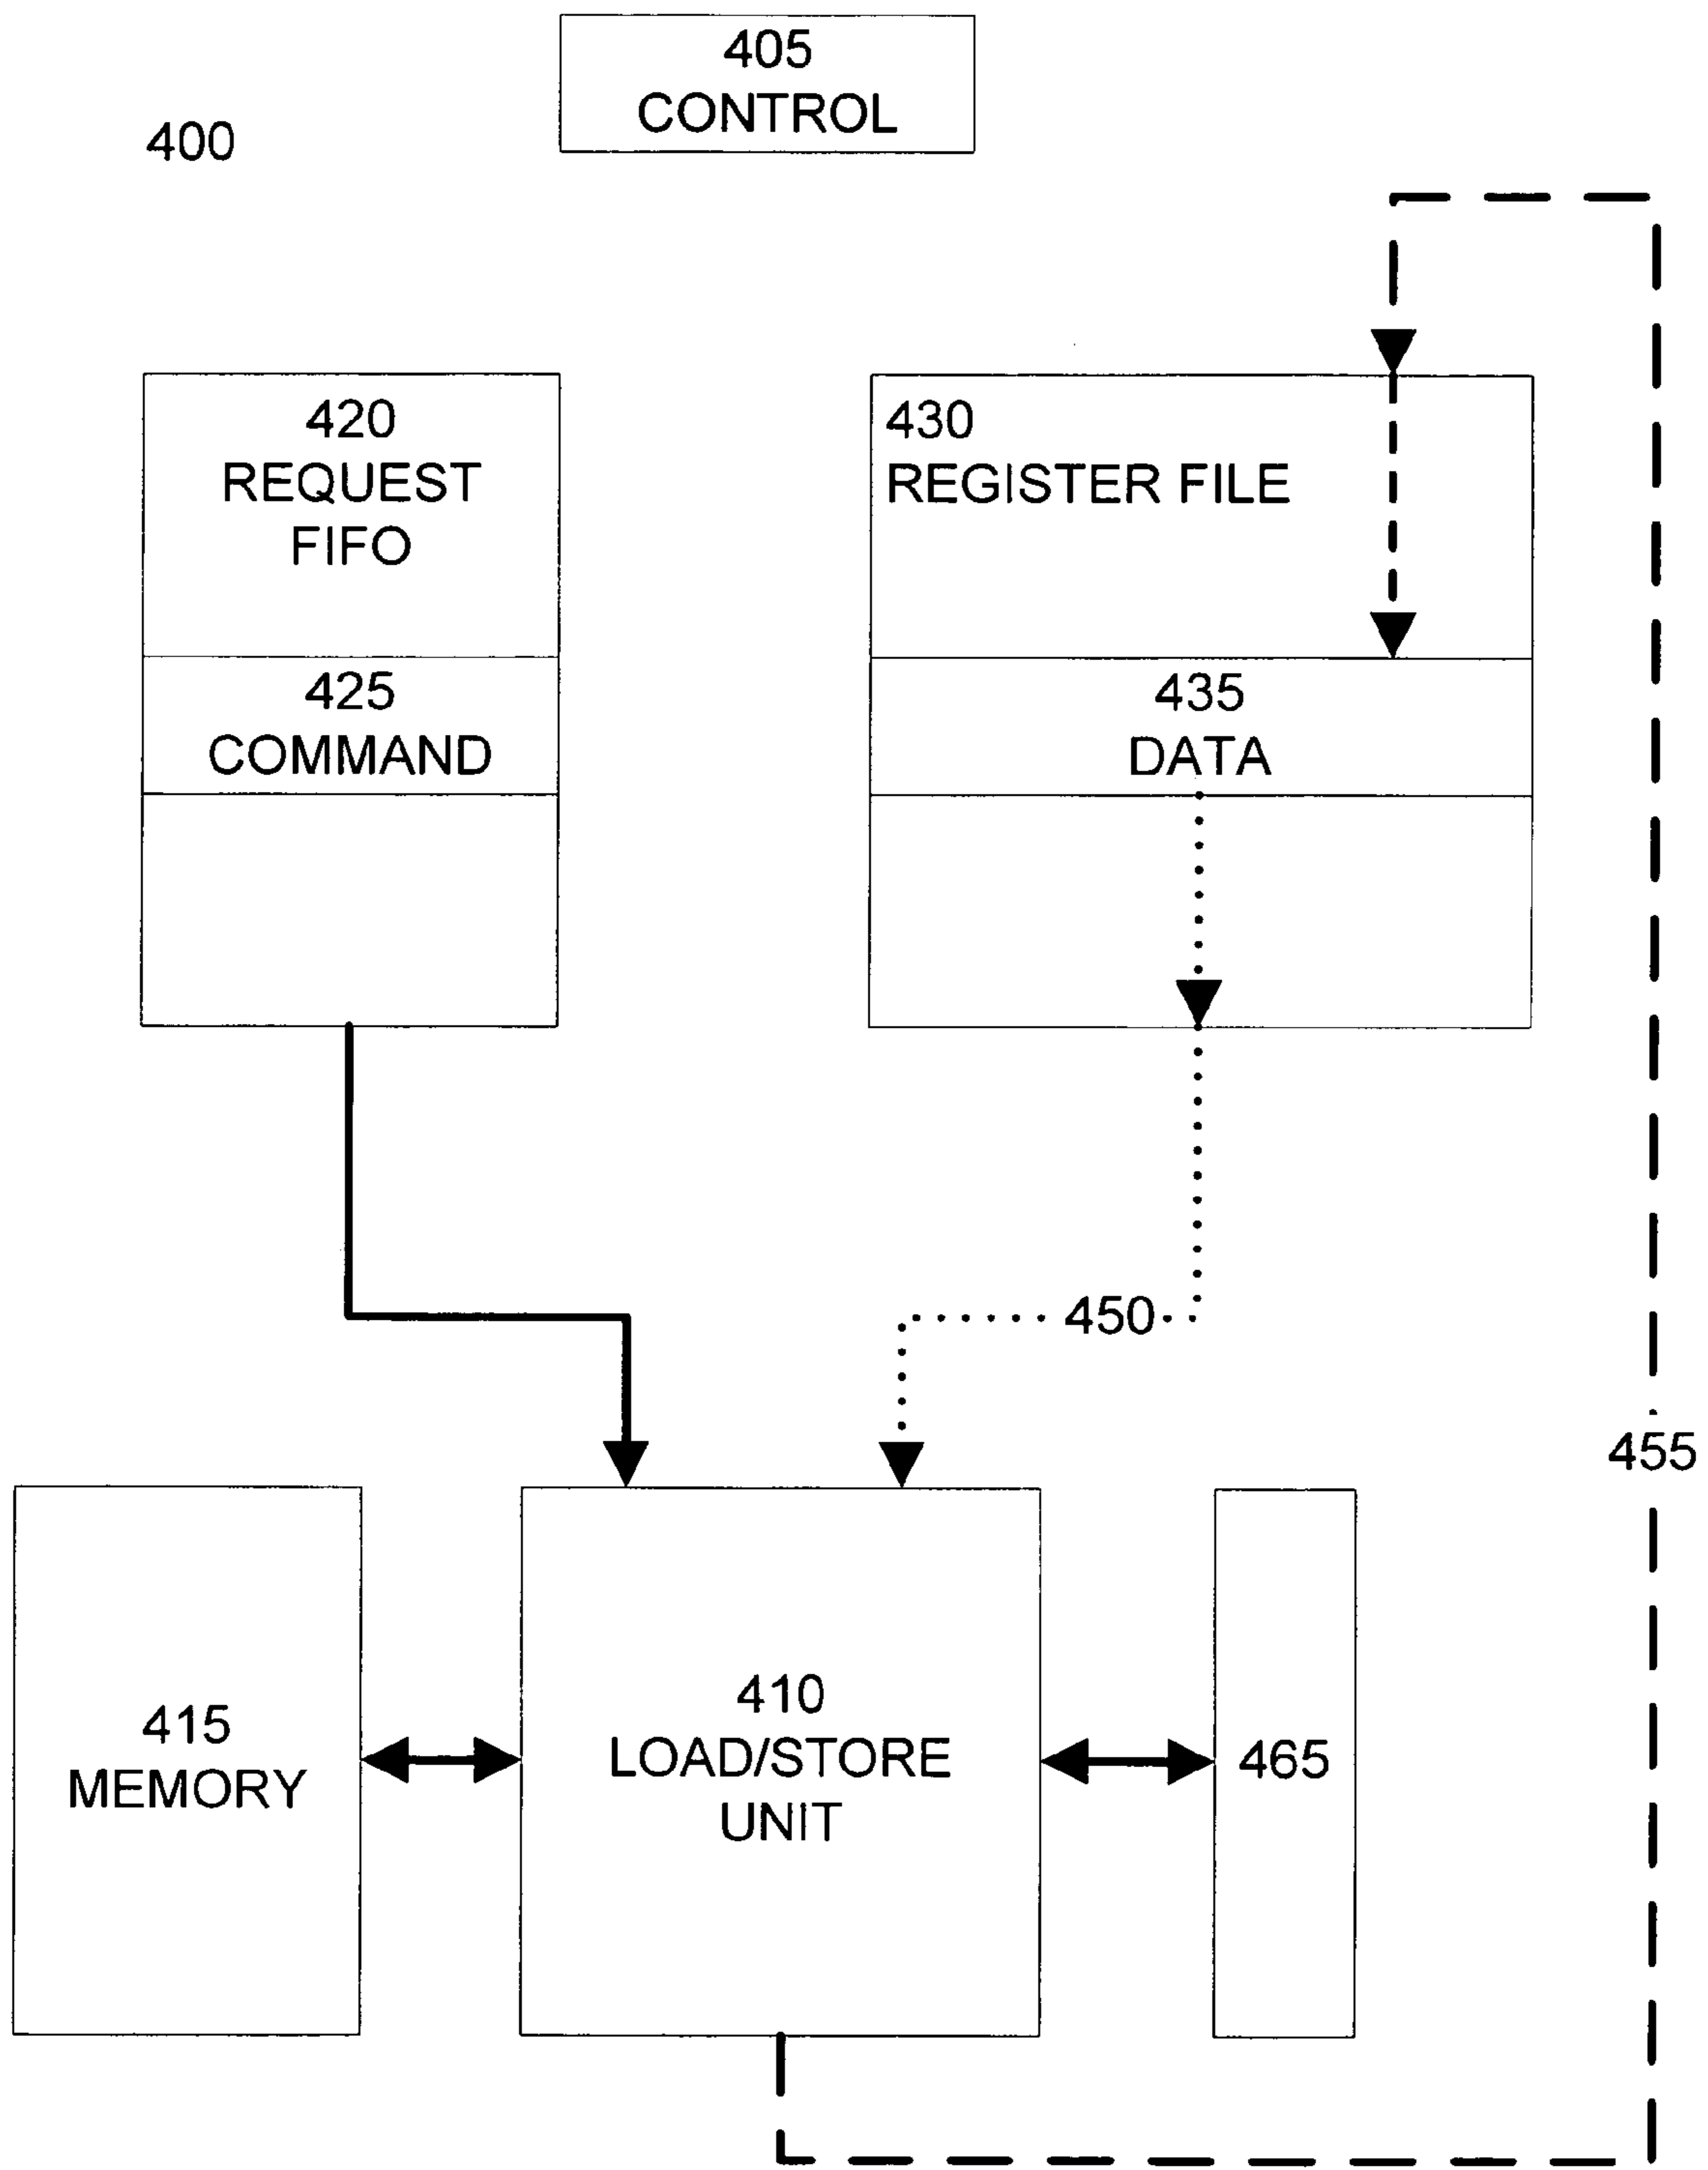 405
CONTROL
400
420
REQUEST
FIFO
430
REGISTER FILE
425
COMMAND
435
DATA
450
455
415
MEMORY
410
LOAD/STORE
UNIT
465